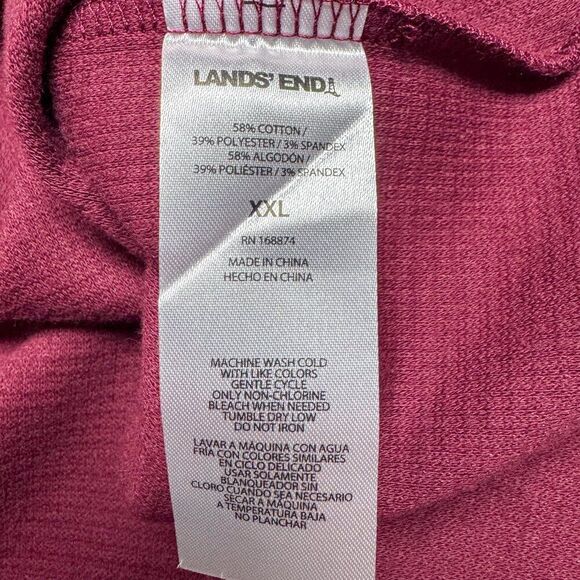 LANDS' END
58% COTTON /
39% POLYESTER / 3% SPANDEX
58% ALGODÓN /
39% POLIÉSTER / 3% SPANDEX
XXL
RN 168874
MADE IN CHINA
HECHO EN CHINA
MACHINE WASH COLD
WITH LIKE COLORS
GENTLE CYCLE
ONLY NON-CHLORINE
BLEACH WHEN NEEDED
TUMBLE DRY LOW
DO NOT IRON
LAVAR A MÁQUINA CON AGUA
FRÍA CON COLORES SIMILARES
EN CICLO DELICADO
USAR SOLAMENTE
BLANQUEADOR SIN
CLORO CUANDO SEA NECESARIO
SECAR A MÁQUINA
A TEMPERATURA BAJA
NO PLANCHAR